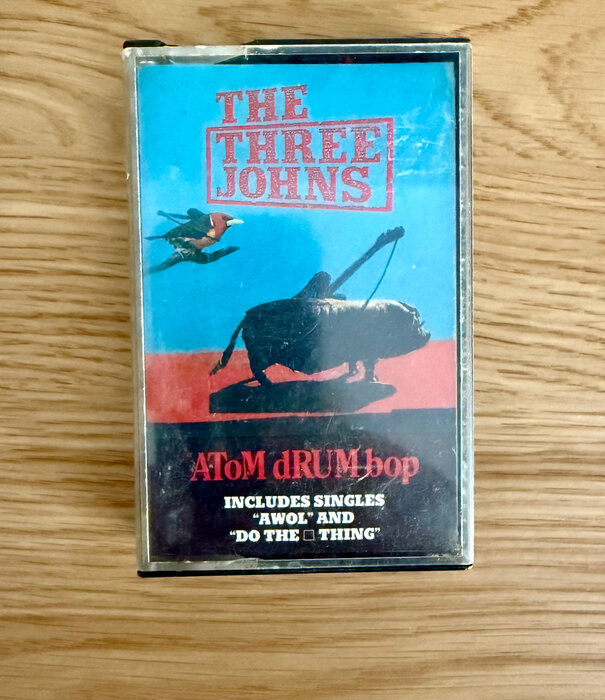 THE
THREE
JOHNS
AToM dRUM bop
INCLUDES SINGLES
“AWOL” AND
“DO THE □ THING”